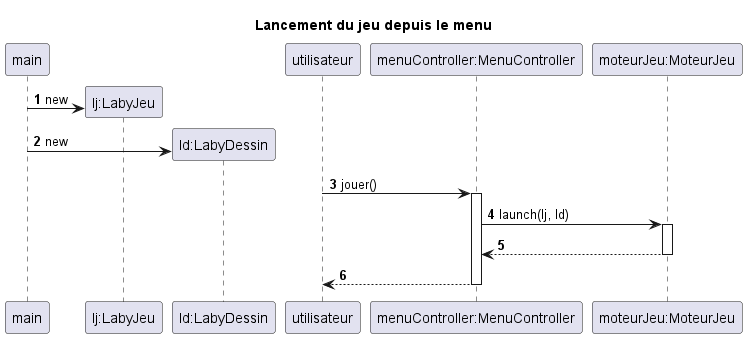 Lancement du jeu depuis le menu
main
utilisateur
menuController:MenuController
moteurJeu:MoteurJeu
1 new
lj:LabyJeu
2 new
ld:LabyDessin
3 jouer()
4 launch(lj, ld)
5
6
main
lj:LabyJeu
ld:LabyDessin
utilisateur
menuController:MenuController
moteurJeu:MoteurJeu